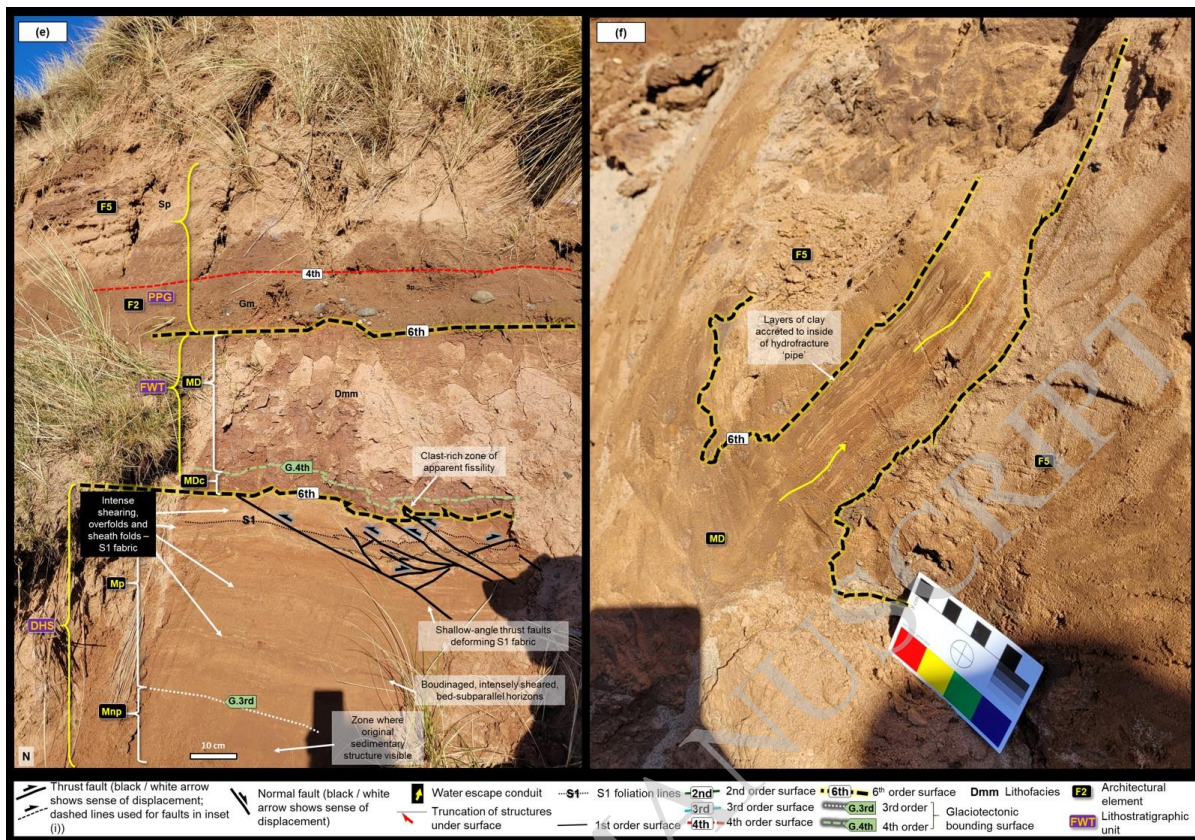 (e)
F5
Sp
4th
F2
PPG
Gm
Sp
6th
MD
FWT
Dmm
G.4th
Clast-rich zone of
apparent fissility
MDc
6th
Intense
shearing,
overfolds and
sheath folds –
S1 fabric
S1
Mp
DHS
Shallow-angle thrust faults
deforming S1 fabric
Boudinaged, intensely sheared,
bed-subparallel horizons
G.3rd
Mnp
Zone where
original
sedimentary
structure visible
10 cm
N
(f)
F5
Layers of clay
accreted to inside
of hydrofracture
'pipe'
6th
F5
MD
MANUSCRIPT
Thrust fault (black / white arrow
shows sense of displacement;
dashed lines used for faults in inset
(i))
Normal fault (black / white
arrow shows sense of
displacement)
Water escape conduit
Truncation of structures
under surface
S1 S1 foliation lines
1st order surface
2nd 2nd order surface
3rd 3rd order surface
4th 4th order surface
6th 6th order surface
G.3rd 3rd order
G.4th 4th order
Glaciotectonic
bounding surface
Dmm Lithofacies
F2 Architectural
element
FWT Lithostratigraphic
unit